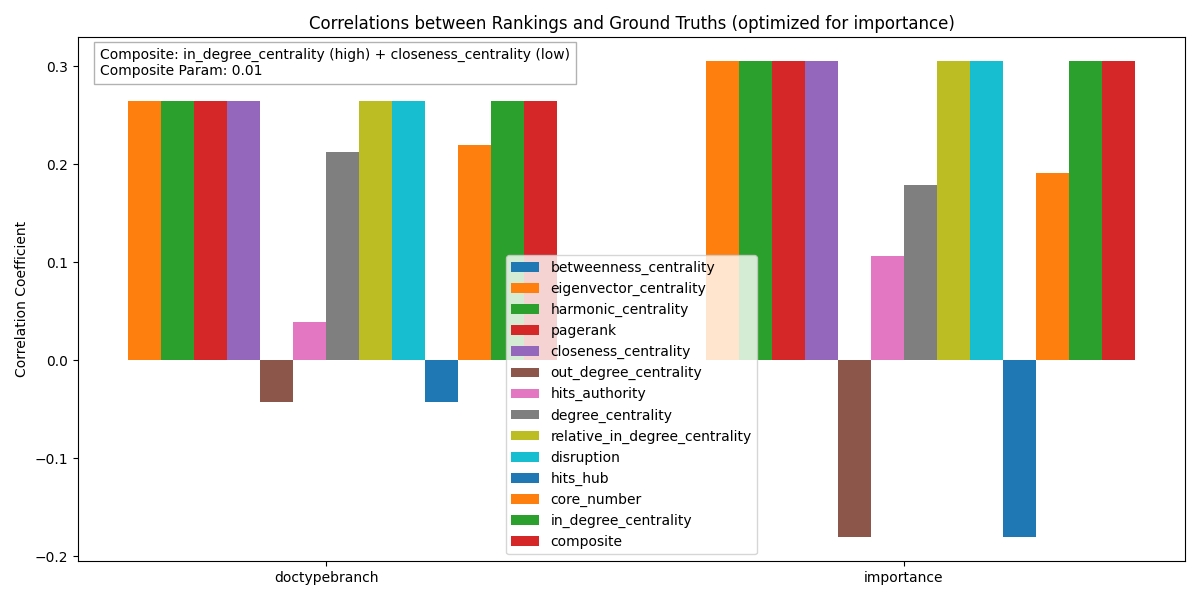 Correlations between Rankings and Ground Truths (optimized for importance)
Composite: in_degree_centrality (high) + closeness_centrality (low)
Composite Param: 0.01
Correlation Coefficient
0.3
0.2
0.1
0.0
−0.1
−0.2
betweenness_centrality
eigenvector_centrality
harmonic_centrality
pagerank
closeness_centrality
out_degree_centrality
hits_authority
degree_centrality
relative_in_degree_centrality
disruption
hits_hub
core_number
in_degree_centrality
composite
doctypebranch
importance